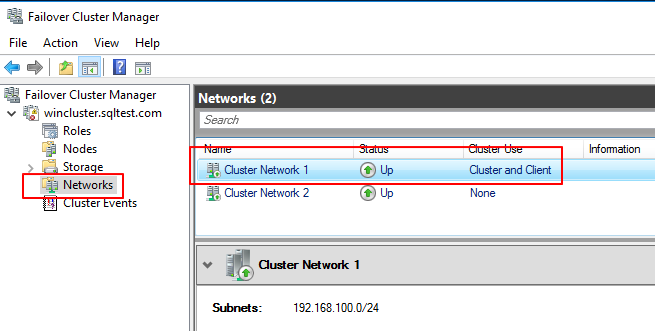 Failover Cluster Manager
File Action View Help
Failover Cluster Manager
wincluster.sqltest.com
Roles
Nodes
Storage
Networks
Cluster Events
Networks (2)
Search
Name Status Cluster Use Information
Cluster Network 1 Up Cluster and Client
Cluster Network 2 Up None
Cluster Network 1
Subnets: 192.168.100.0/24